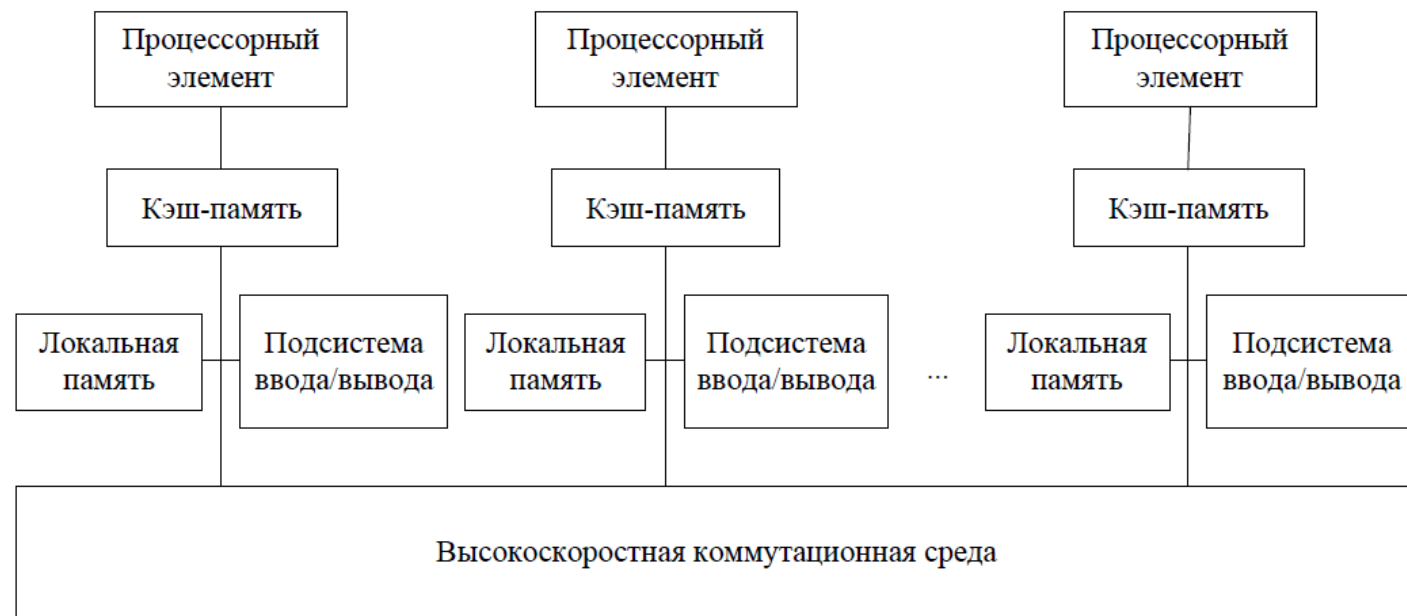 Процессорный
элемент
Процессорный
элемент
Процессорный
элемент
Кэш-память
Кэш-память
Кэш-память
Локальная
память
Подсистема
ввода/вывода
Локальная
память
Подсистема
ввода/вывода
...
Локальная
память
Подсистема
ввода/вывода
Высокоскоростная коммутационная среда